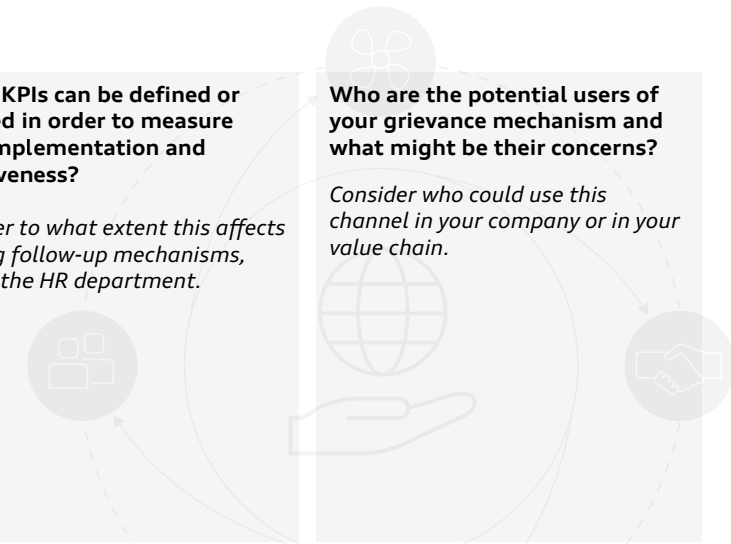 KPIs can be defined or
ed in order to measure
mplementation and
veness?
er to what extent this affects
g follow-up mechanisms,
the HR department.
Who are the potential users of
your grievance mechanism and
what might be their concerns?
Consider who could use this
channel in your company or in your
value chain.